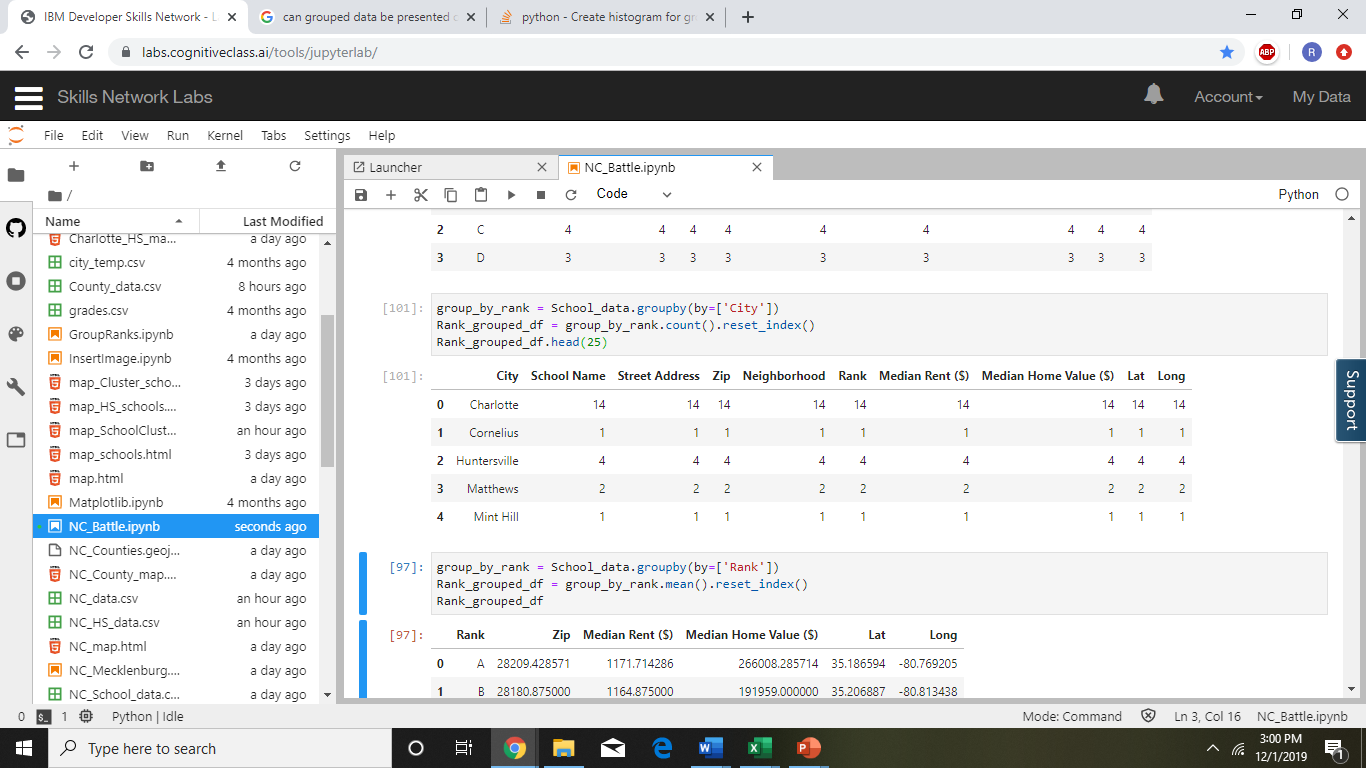 IBM Developer Skills Network - L
can grouped data be presented
python - Create histogram for gr
labs.cognitiveclass.ai/tools/jupyterlab/
ABP
R
Skills Network Labs
Account
My Data
File Edit View Run Kernel Tabs Settings Help
/
Name Last Modified
Charlotte_HS_ma... a day ago
city_temp.csv 4 months ago
County_data.csv 8 hours ago
grades.csv 4 months ago
GroupRanks.ipynb a day ago
InsertImage.ipynb 4 months ago
map_Cluster_scho... 3 days ago
map_HS_schools.... 3 days ago
map_SchoolClust... an hour ago
map_schools.html 3 days ago
map.html a day ago
Matplotlib.ipynb 4 months ago
NC_Battle.ipynb seconds ago
NC_Counties.geoj... a day ago
NC_County_map.... a day ago
NC_data.csv an hour ago
NC_HS_data.csv an hour ago
NC_map.html a day ago
NC_Mecklenburg.... a day ago
NC_School_data.c... a day ago
Launcher
NC_Battle.ipynb
Code
Python
2 C 4 4 4 4 4 4 4 4 4
3 D 3 3 3 3 3 3 3 3 3
[101]:
group_by_rank = School_data.groupby(by=['City'])
Rank_grouped_df = group_by_rank.count().reset_index()
Rank_grouped_df.head(25)
[101]:
City School Name Street Address Zip Neighborhood Rank Median Rent ($) Median Home Value ($) Lat Long
0 Charlotte 14 14 14 14 14 14 14 14 14
1 Cornelius 1 1 1 1 1 1 1 1 1
2 Huntersville 4 4 4 4 4 4 4 4 4
3 Matthews 2 2 2 2 2 2 2 2 2
4 Mint Hill 1 1 1 1 1 1 1 1 1
[97]:
group_by_rank = School_data.groupby(by=['Rank'])
Rank_grouped_df = group_by_rank.mean().reset_index()
Rank_grouped_df
[97]:
Rank Zip Median Rent ($) Median Home Value ($) Lat Long
0 A 28209.428571 1171.714286 266008.285714 35.186594 -80.769205
1 B 28180.875000 1164.875000 191959.000000 35.206887 -80.813438
Support
0 $_ 1 Python | Idle
Mode: Command
Ln 3, Col 16
NC_Battle.ipynb
Type here to search
3:00 PM
12/1/2019
1